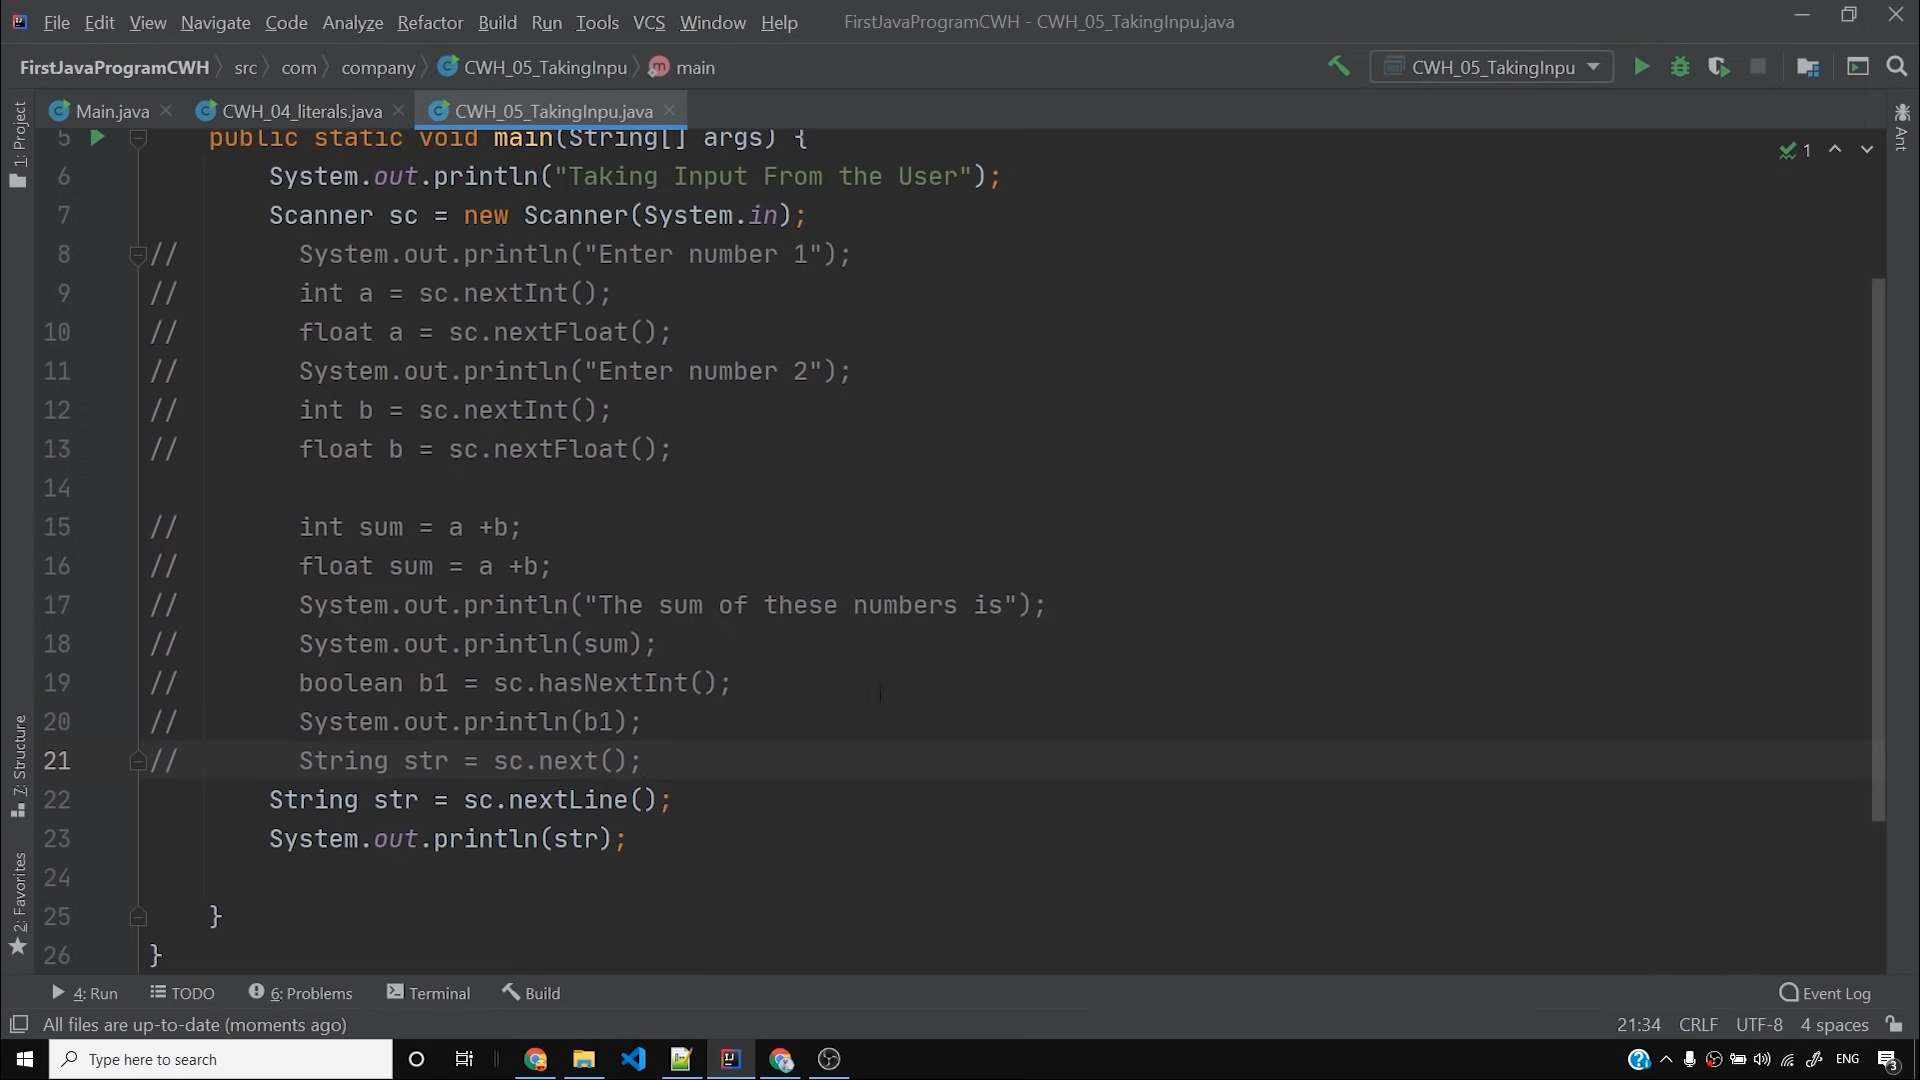 File Edit View Navigate Code Analyze Refactor Build Run Tools VCS Window Help FirstJavaProgramCWH - CWH_05_TakingInpu.java
FirstJavaProgramCWH src com company CWH_05_TakingInpu main CWH_05_TakingInpu
Main.java CWH_04_literals.java CWH_05_TakingInpu.java
1: Project
Ant
7: Structure
2: Favorites
1
5 public static void main(String[] args) {
6 System.out.println("Taking Input From the User");
7 Scanner sc = new Scanner(System.in);
8 // System.out.println("Enter number 1");
9 // int a = sc.nextInt();
10 // float a = sc.nextFloat();
11 // System.out.println("Enter number 2");
12 // int b = sc.nextInt();
13 // float b = sc.nextFloat();
14
15 // int sum = a +b;
16 // float sum = a +b;
17 // System.out.println("The sum of these numbers is");
18 // System.out.println(sum);
19 // boolean b1 = sc.hasNextInt();
20 // System.out.println(b1);
21 // String str = sc.next();
22 String str = sc.nextLine();
23 System.out.println(str);
24
25 }
26 }
4: Run TODO 6: Problems Terminal Build Event Log
All files are up-to-date (moments ago) 21:34 CRLF UTF-8 4 spaces
Type here to search ENG 3